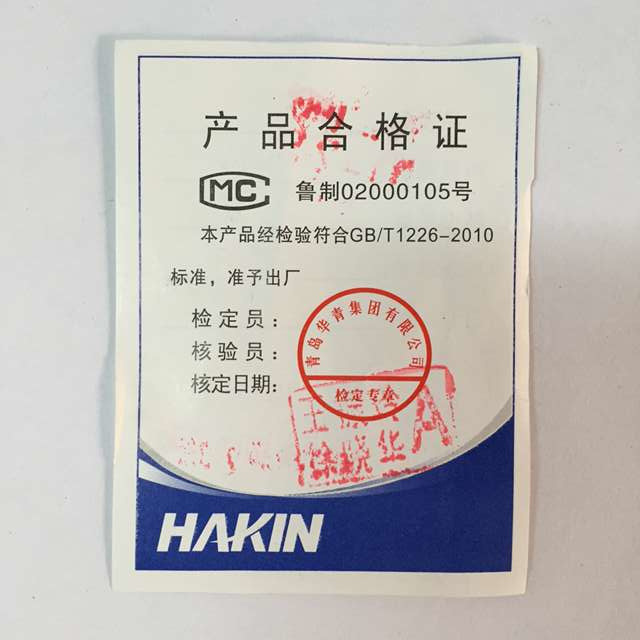 产品合格证
MC 鲁制02000105号
本产品经检验符合GB/T1226-2010
标准，准予出厂
检定员：
核验员：
核定日期：
青岛华青集团有限公司
检定专章
A
HAKIN